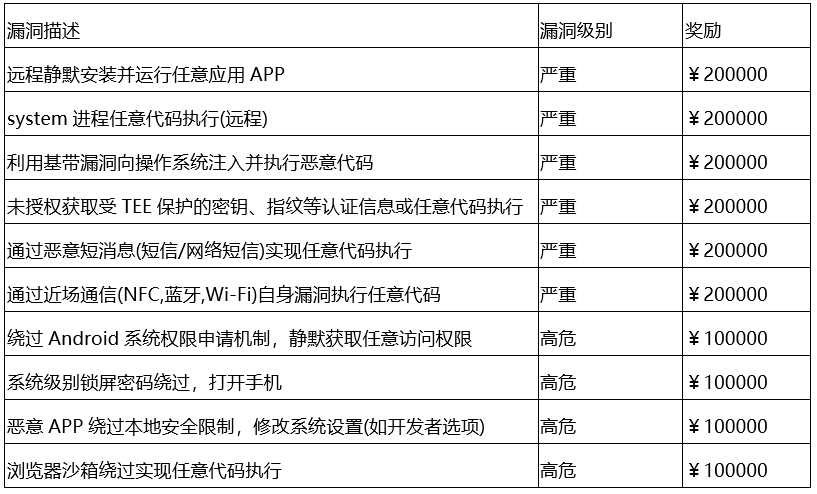 漏洞描述 漏洞级别 奖励
远程静默安装并运行任意应用 APP 严重 ￥200000
system 进程任意代码执行(远程) 严重 ￥200000
利用基带漏洞向操作系统注入并执行恶意代码 严重 ￥200000
未授权获取受 TEE 保护的密钥、指纹等认证信息或任意代码执行 严重 ￥200000
通过恶意短消息(短信/网络短信)实现任意代码执行 严重 ￥200000
通过近场通信(NFC,蓝牙,Wi-Fi)自身漏洞执行任意代码 严重 ￥200000
绕过 Android 系统权限申请机制，静默获取任意访问权限 高危 ￥100000
系统级别锁屏密码绕过，打开手机 高危 ￥100000
恶意 APP 绕过本地安全限制，修改系统设置(如开发者选项) 高危 ￥100000
浏览器沙箱绕过实现任意代码执行 高危 ￥100000